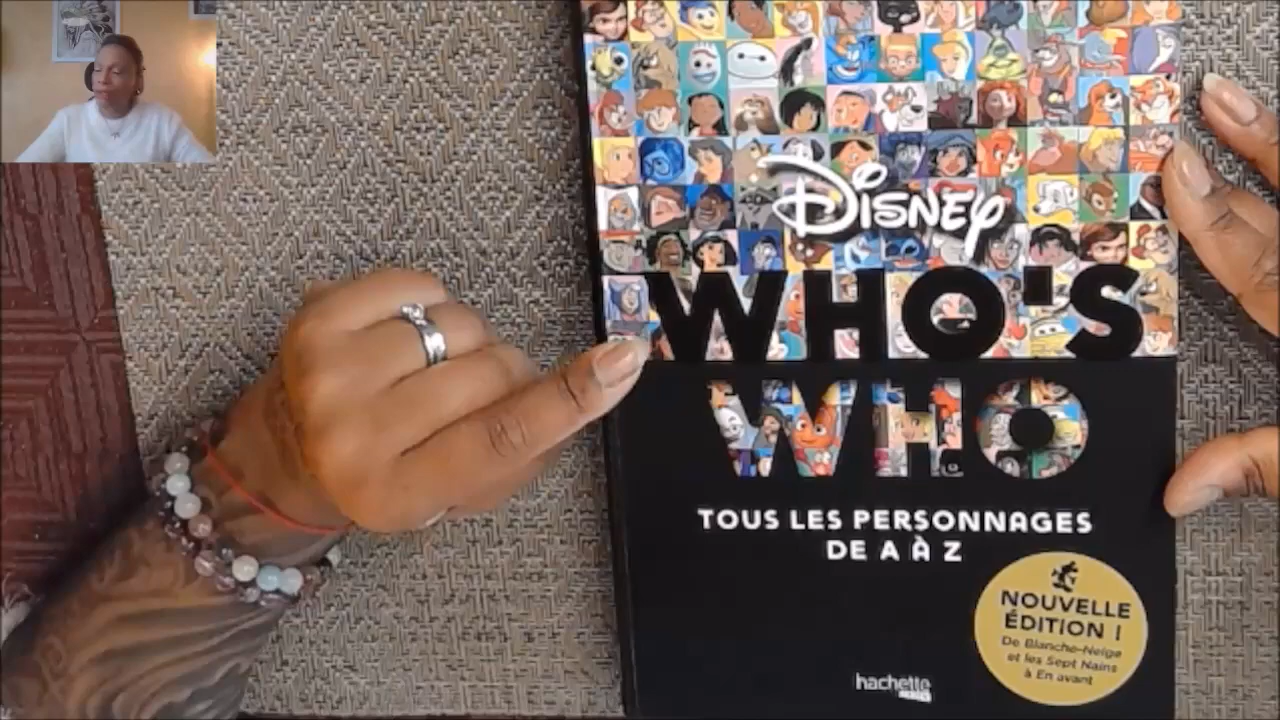 Disney
WHO'S
WHO
TOUS LES PERSONNAGES
DE A À Z
NOUVELLE
ÉDITION !
De Blanche-Neige
et les Sept Nains
à En avant
hachette